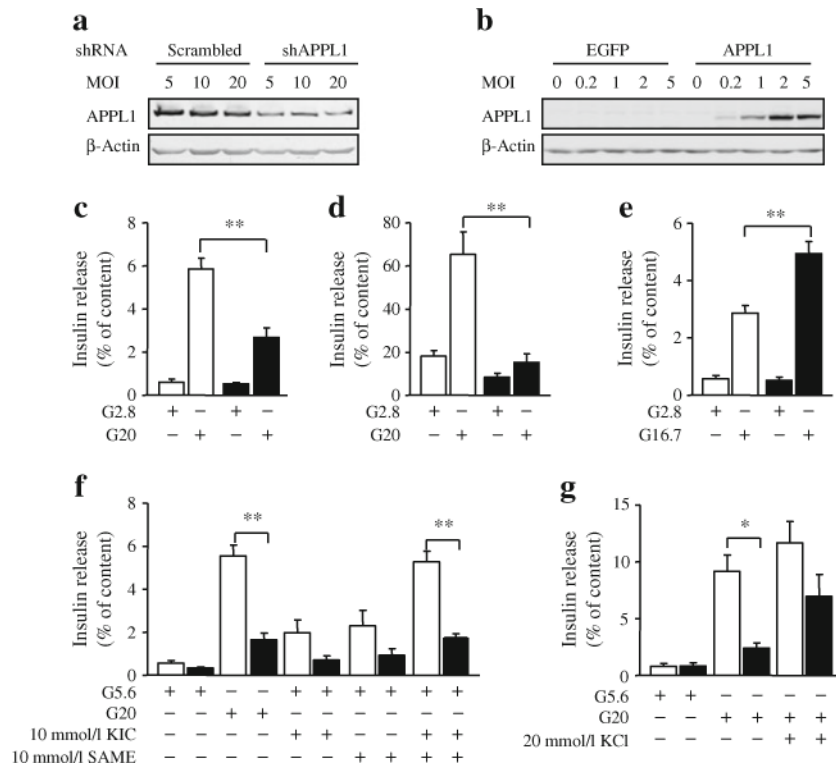 a
shRNA Scrambled shAPPL1
MOI 5 10 20 5 10 20
APPL1
β-Actin
b
EGFP APPL1
MOI 0 0.2 1 2 5 0 0.2 1 2 5
APPL1
β-Actin
c
Insulin release
(% of content)
8
6
4
2
0
**
G2.8 + − + −
G20 − + − +
d
Insulin release
(% of content)
80
60
40
20
0
**
G2.8 + − + −
G20 − + − +
e
Insulin release
(% of content)
6
4
2
0
**
G2.8 + − + −
G16.7 − + − +
f
Insulin release
(% of content)
8
6
4
2
0
** **
G5.6 + + − − + + + + + +
G20 − − + + − − − − − −
10 mmol/l KIC − − − − + + − − + +
10 mmol/l SAME − − − − − − + + + +
g
Insulin release
(% of content)
15
10
5
0
*
G5.6 + + − − − −
G20 − − + + + +
20 mmol/l KCl − − − − + +